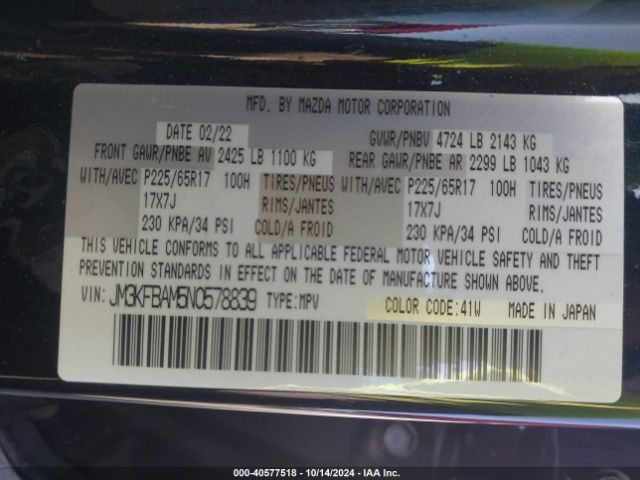 MFD. BY MAZDA MOTOR CORPORATION
DATE 02/22 GVWR/PNBV 4724 LB 2143 KG
FRONT GAWR/PNBE AV 2425 LB 1100 KG REAR GAWR/PNBE AR 2299 LB 1043 KG
WITH/AVEC P225/65R17 100H TIRES/PNEUS WITH/AVEC P225/65R17 100H TIRES/PNEUS
17X7J RIMS/JANTES 17X7J RIMS/JANTES
230 KPA/34 PSI COLD/A FROID 230 KPA/34 PSI COLD/A FROID
THIS VEHICLE CONFORMS TO ALL APPLICABLE FEDERAL MOTOR VEHICLE SAFETY AND THEFT
PREVENTION STANDARDS IN EFFECT ON THE DATE OF MANUFACTURE SHOWN ABOVE.
VIN: JM3KFBAM5N0578839 TYPE:MPV COLOR CODE:41W MADE IN JAPAN
000-40577518 - 10/14/2024 - IAA Inc.